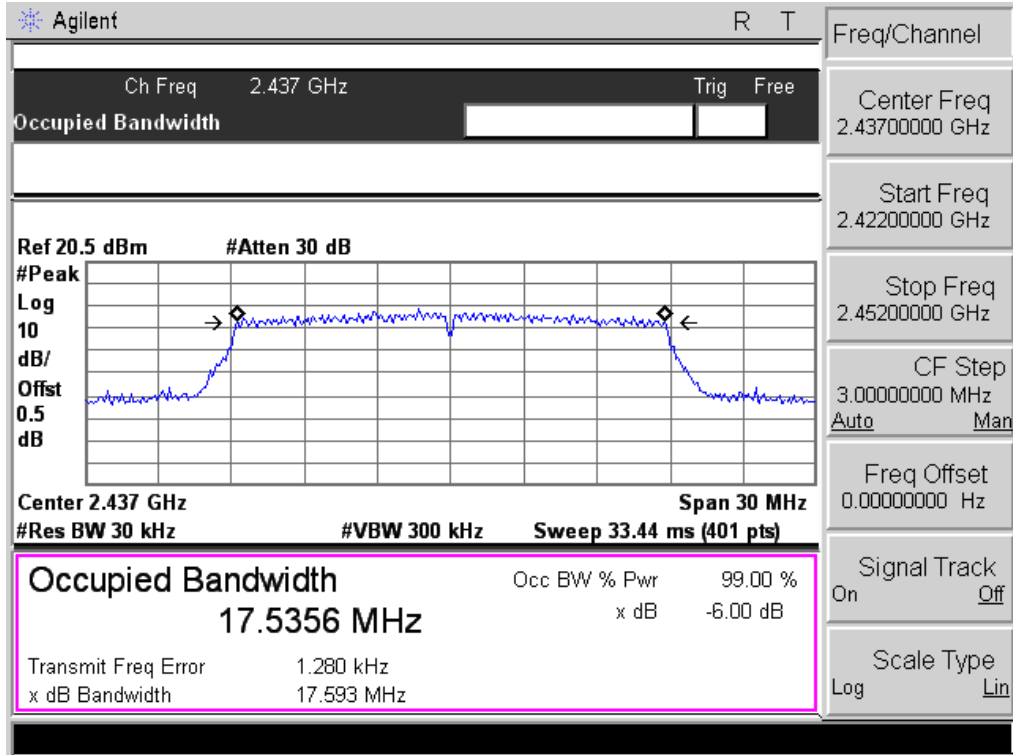 Agilent R T
Ch Freq 2.437 GHz Trig Free
Occupied Bandwidth
Ref 20.5 dBm #Atten 30 dB
#Peak
Log
10
dB/
Offst
0.5
dB
Center 2.437 GHz Span 30 MHz
#Res BW 30 kHz #VBW 300 kHz Sweep 33.44 ms (401 pts)
Occupied Bandwidth
17.5356 MHz
Occ BW % Pwr 99.00 %
x dB -6.00 dB
Transmit Freq Error 1.280 kHz
x dB Bandwidth 17.593 MHz
Freq/Channel
Center Freq
2.43700000 GHz
Start Freq
2.42200000 GHz
Stop Freq
2.45200000 GHz
CF Step
3.00000000 MHz
Auto Man
Freq Offset
0.00000000 Hz
Signal Track
On Off
Scale Type
Log Lin